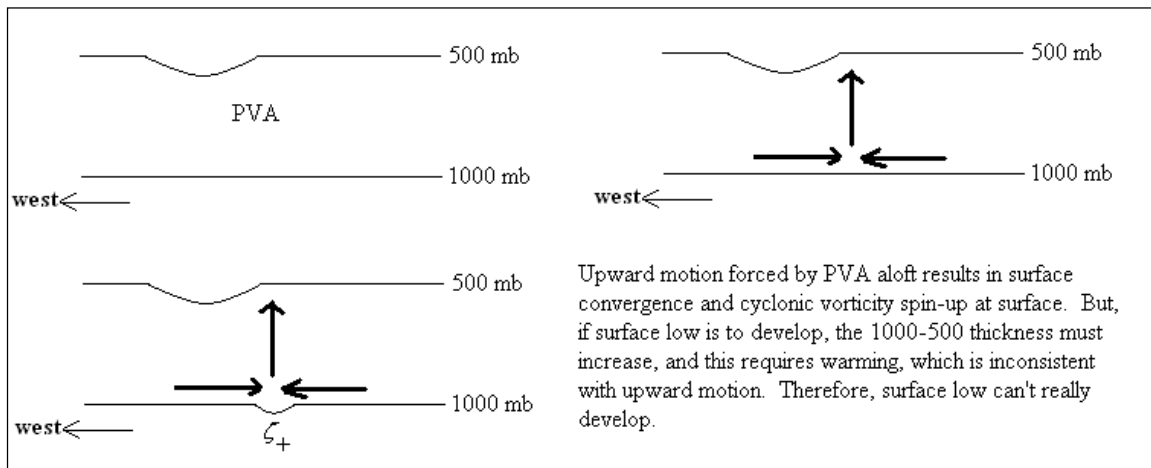 500 mb
PVA
1000 mb
west
500 mb
1000 mb
west
500 mb
1000 mb
west
ζ+
Upward motion forced by PVA aloft results in surface
convergence and cyclonic vorticity spin-up at surface.  But,
if surface low is to develop, the 1000-500 thickness must
increase, and this requires warming, which is inconsistent
with upward motion.  Therefore, surface low can't really
develop.